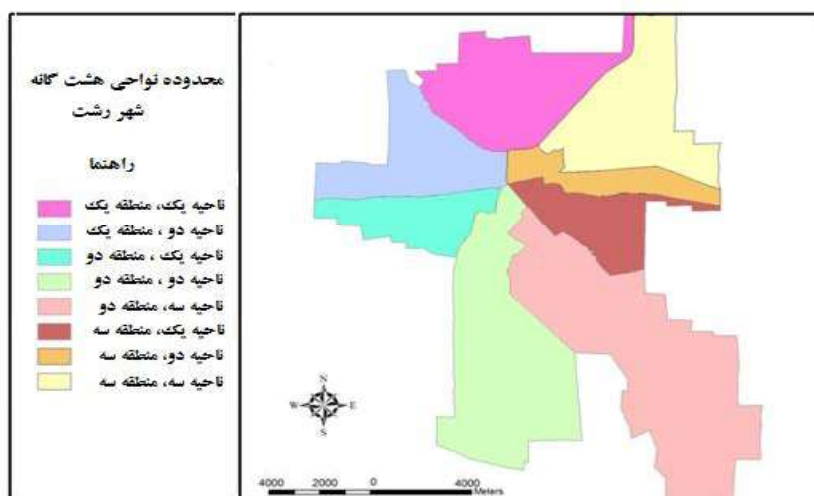 محدوده نواحی هشت گانه
شهر رشت
راهنما
ناحیه یک، منطقه یک
ناحیه دو ، منطقه یک
ناحیه یک ، منطقه دو
ناحیه دو ، منطقه دو
ناحیه سه، منطقه دو
ناحیه یک، منطقه سه
ناحیه دو، منطقه سه
ناحیه سه، منطقه سه
N
W E
S
4000 2000 0 4000
Meters